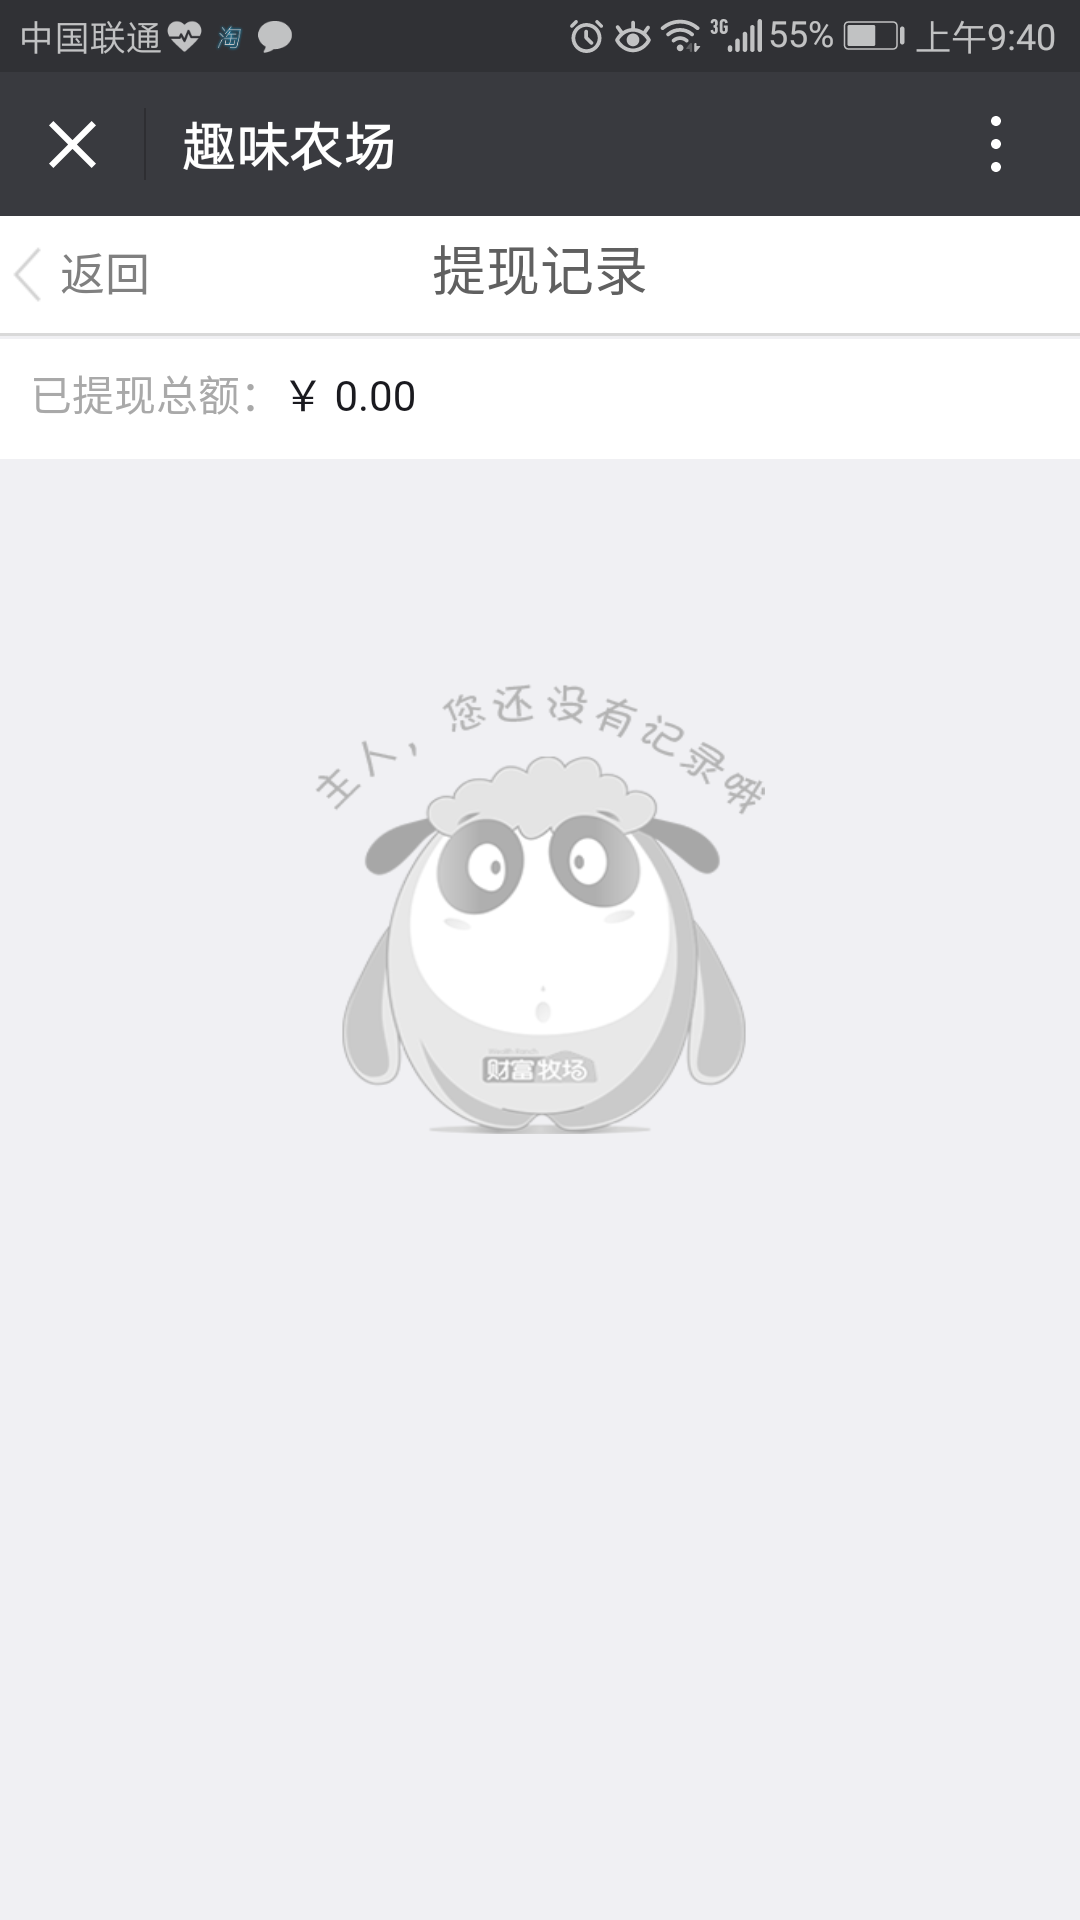 中国联通 淘 3G 55% 上午9:40
趣味农场
返回 提现记录
已提现总额： ¥ 0.00
主人，您还没有记录哦
财富牧场